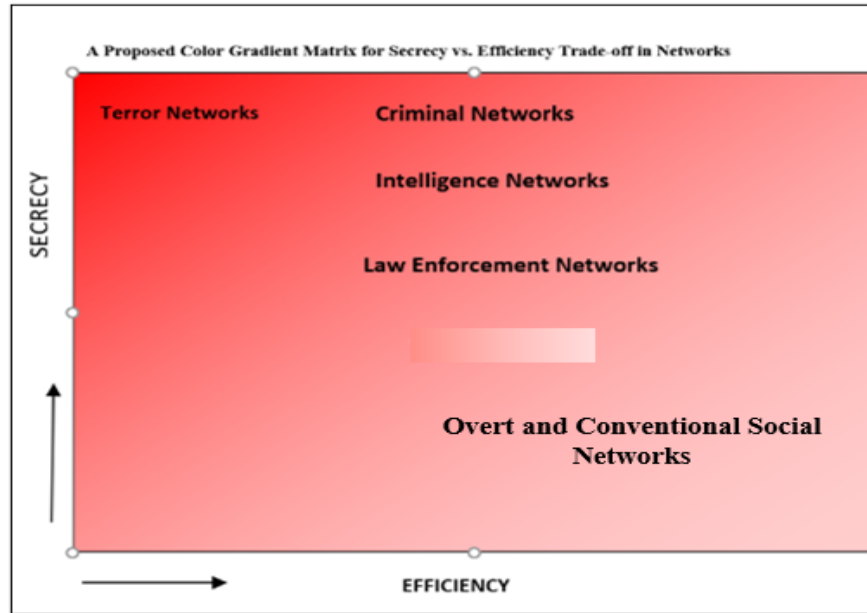 A Proposed Color Gradient Matrix for Secrecy vs. Efficiency Trade-off in Networks
Terror Networks
Criminal Networks
Intelligence Networks
SECRECY
Law Enforcement Networks
Overt and Conventional Social
Networks
EFFICIENCY